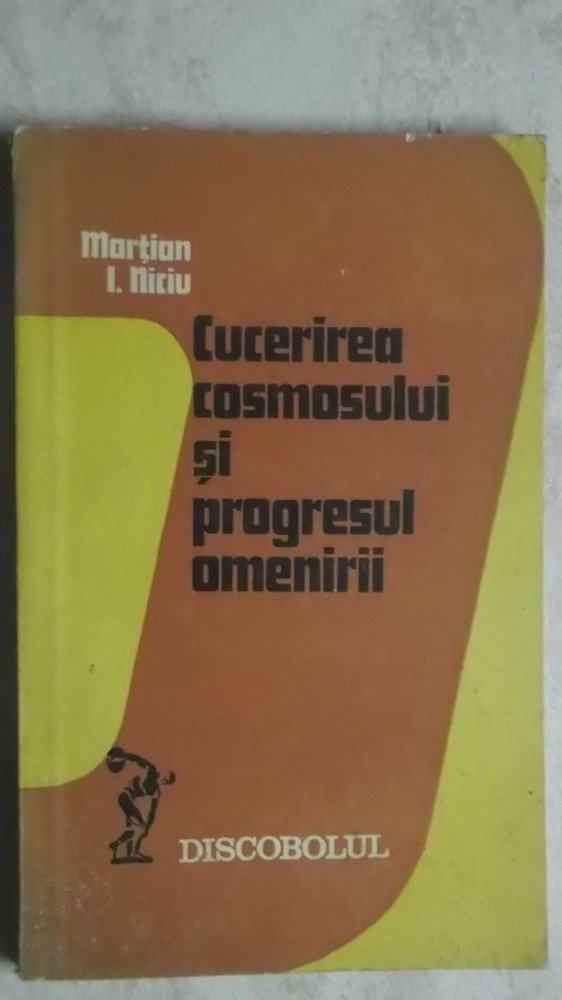 Marțian
I. Niciu
Cucerirea
cosmosului
și
progresul
omenirii
DISCOBOLUL